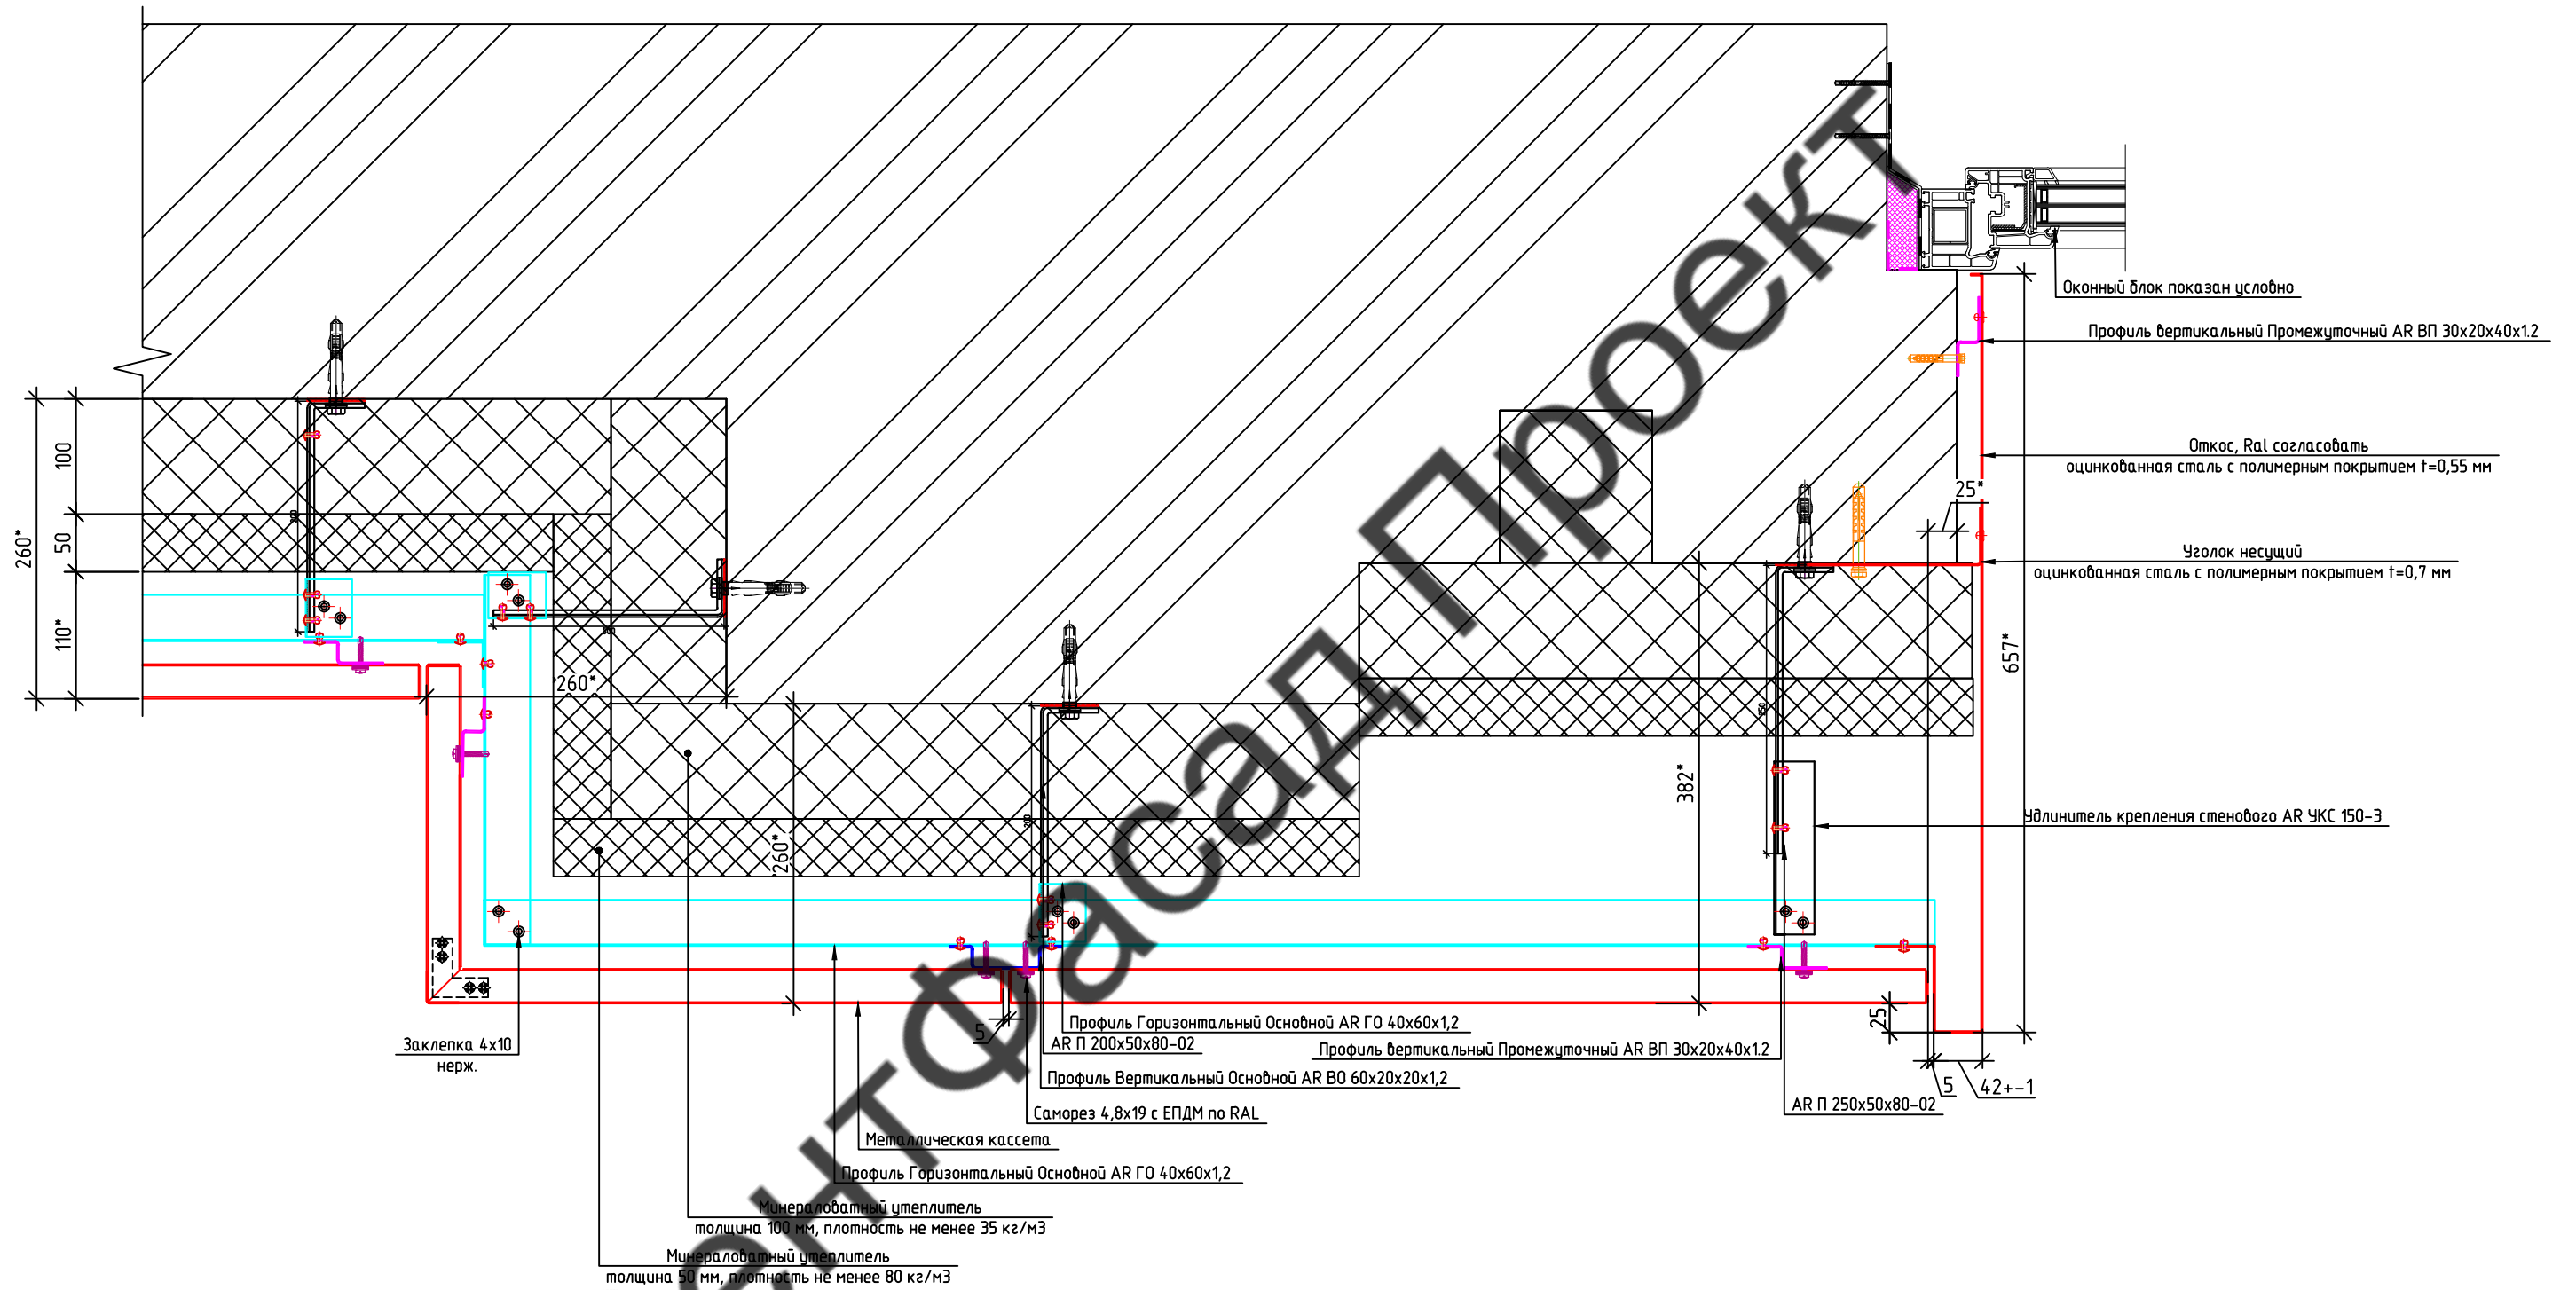 Оконный блок показан условно
Профиль вертикальный Промежуточный AR ВП 30х20х40х1.2
Откос, Ral согласовать
оцинкованная сталь с полимерным покрытием t=0,55 мм
25*
Уголок несущий
оцинкованная сталь с полимерным покрытием t=0,7 мм
657*
260*
100
50
110*
200
300
260*
260*
200
250
382*
Удлинитель крепления стенового AR УКС 150-3
25
5
42+-1
5
Заклепка 4х10
нерж.
Профиль Горизонтальный Основной AR ГО 40х60х1,2
AR П 200х50х80-02
Профиль вертикальный Промежуточный AR ВП 30х20х40х1.2
Профиль Вертикальный Основной AR ВО 60х20х20х1,2
AR П 250х50х80-02
Саморез 4,8х19 с ЕПДМ по RAL
Металлическая кассета
Профиль Горизонтальный Основной AR ГО 40х60х1,2
Минераловатный утеплитель
толщина 100 мм, плотность не менее 35 кг/м3
Минераловатный утеплитель
толщина 50 мм, плотность не менее 80 кг/м3
ентФасад Проект